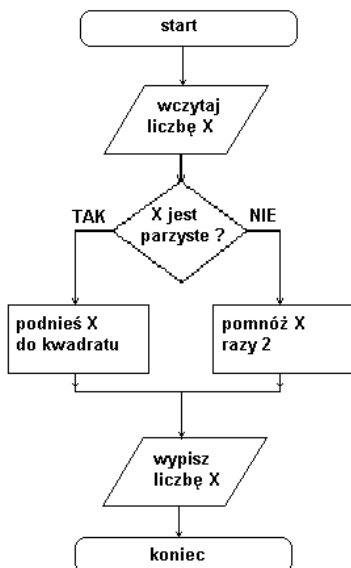 start
wczytaj
liczbę X
TAK
X jest
parzyste ?
NIE
podnieś X
do kwadratu
pomnóż X
razy 2
wypisz
liczbę X
koniec